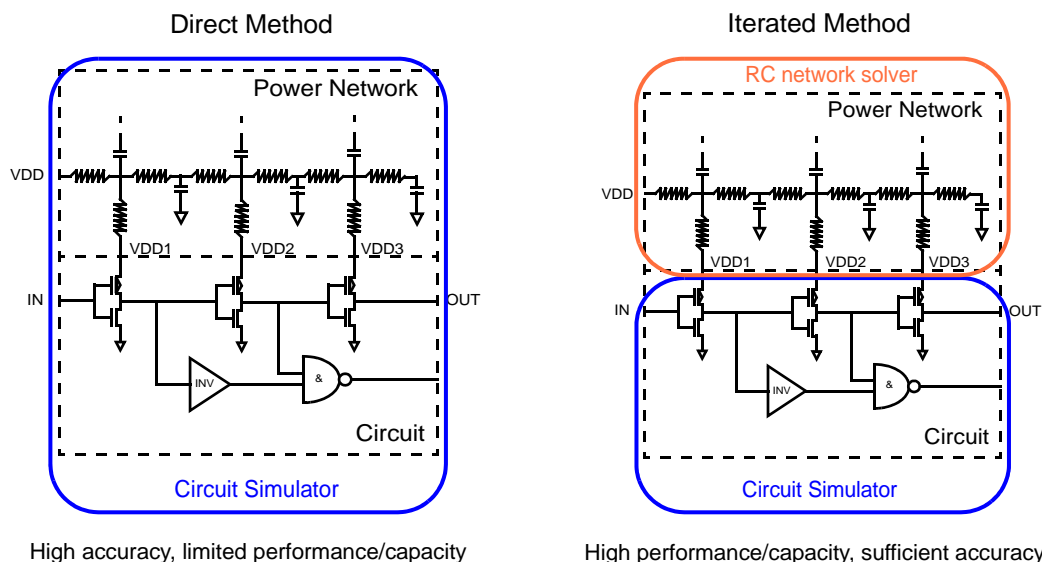 Direct Method
Power Network
VDD
VDD1
VDD2
VDD3
IN
OUT
INV
&
Circuit
Circuit Simulator
High accuracy, limited performance/capacity
Iterated Method
RC network solver
Power Network
VDD
VDD1
VDD2
VDD3
IN
OUT
INV
&
Circuit
Circuit Simulator
High performance/capacity, sufficient accuracy